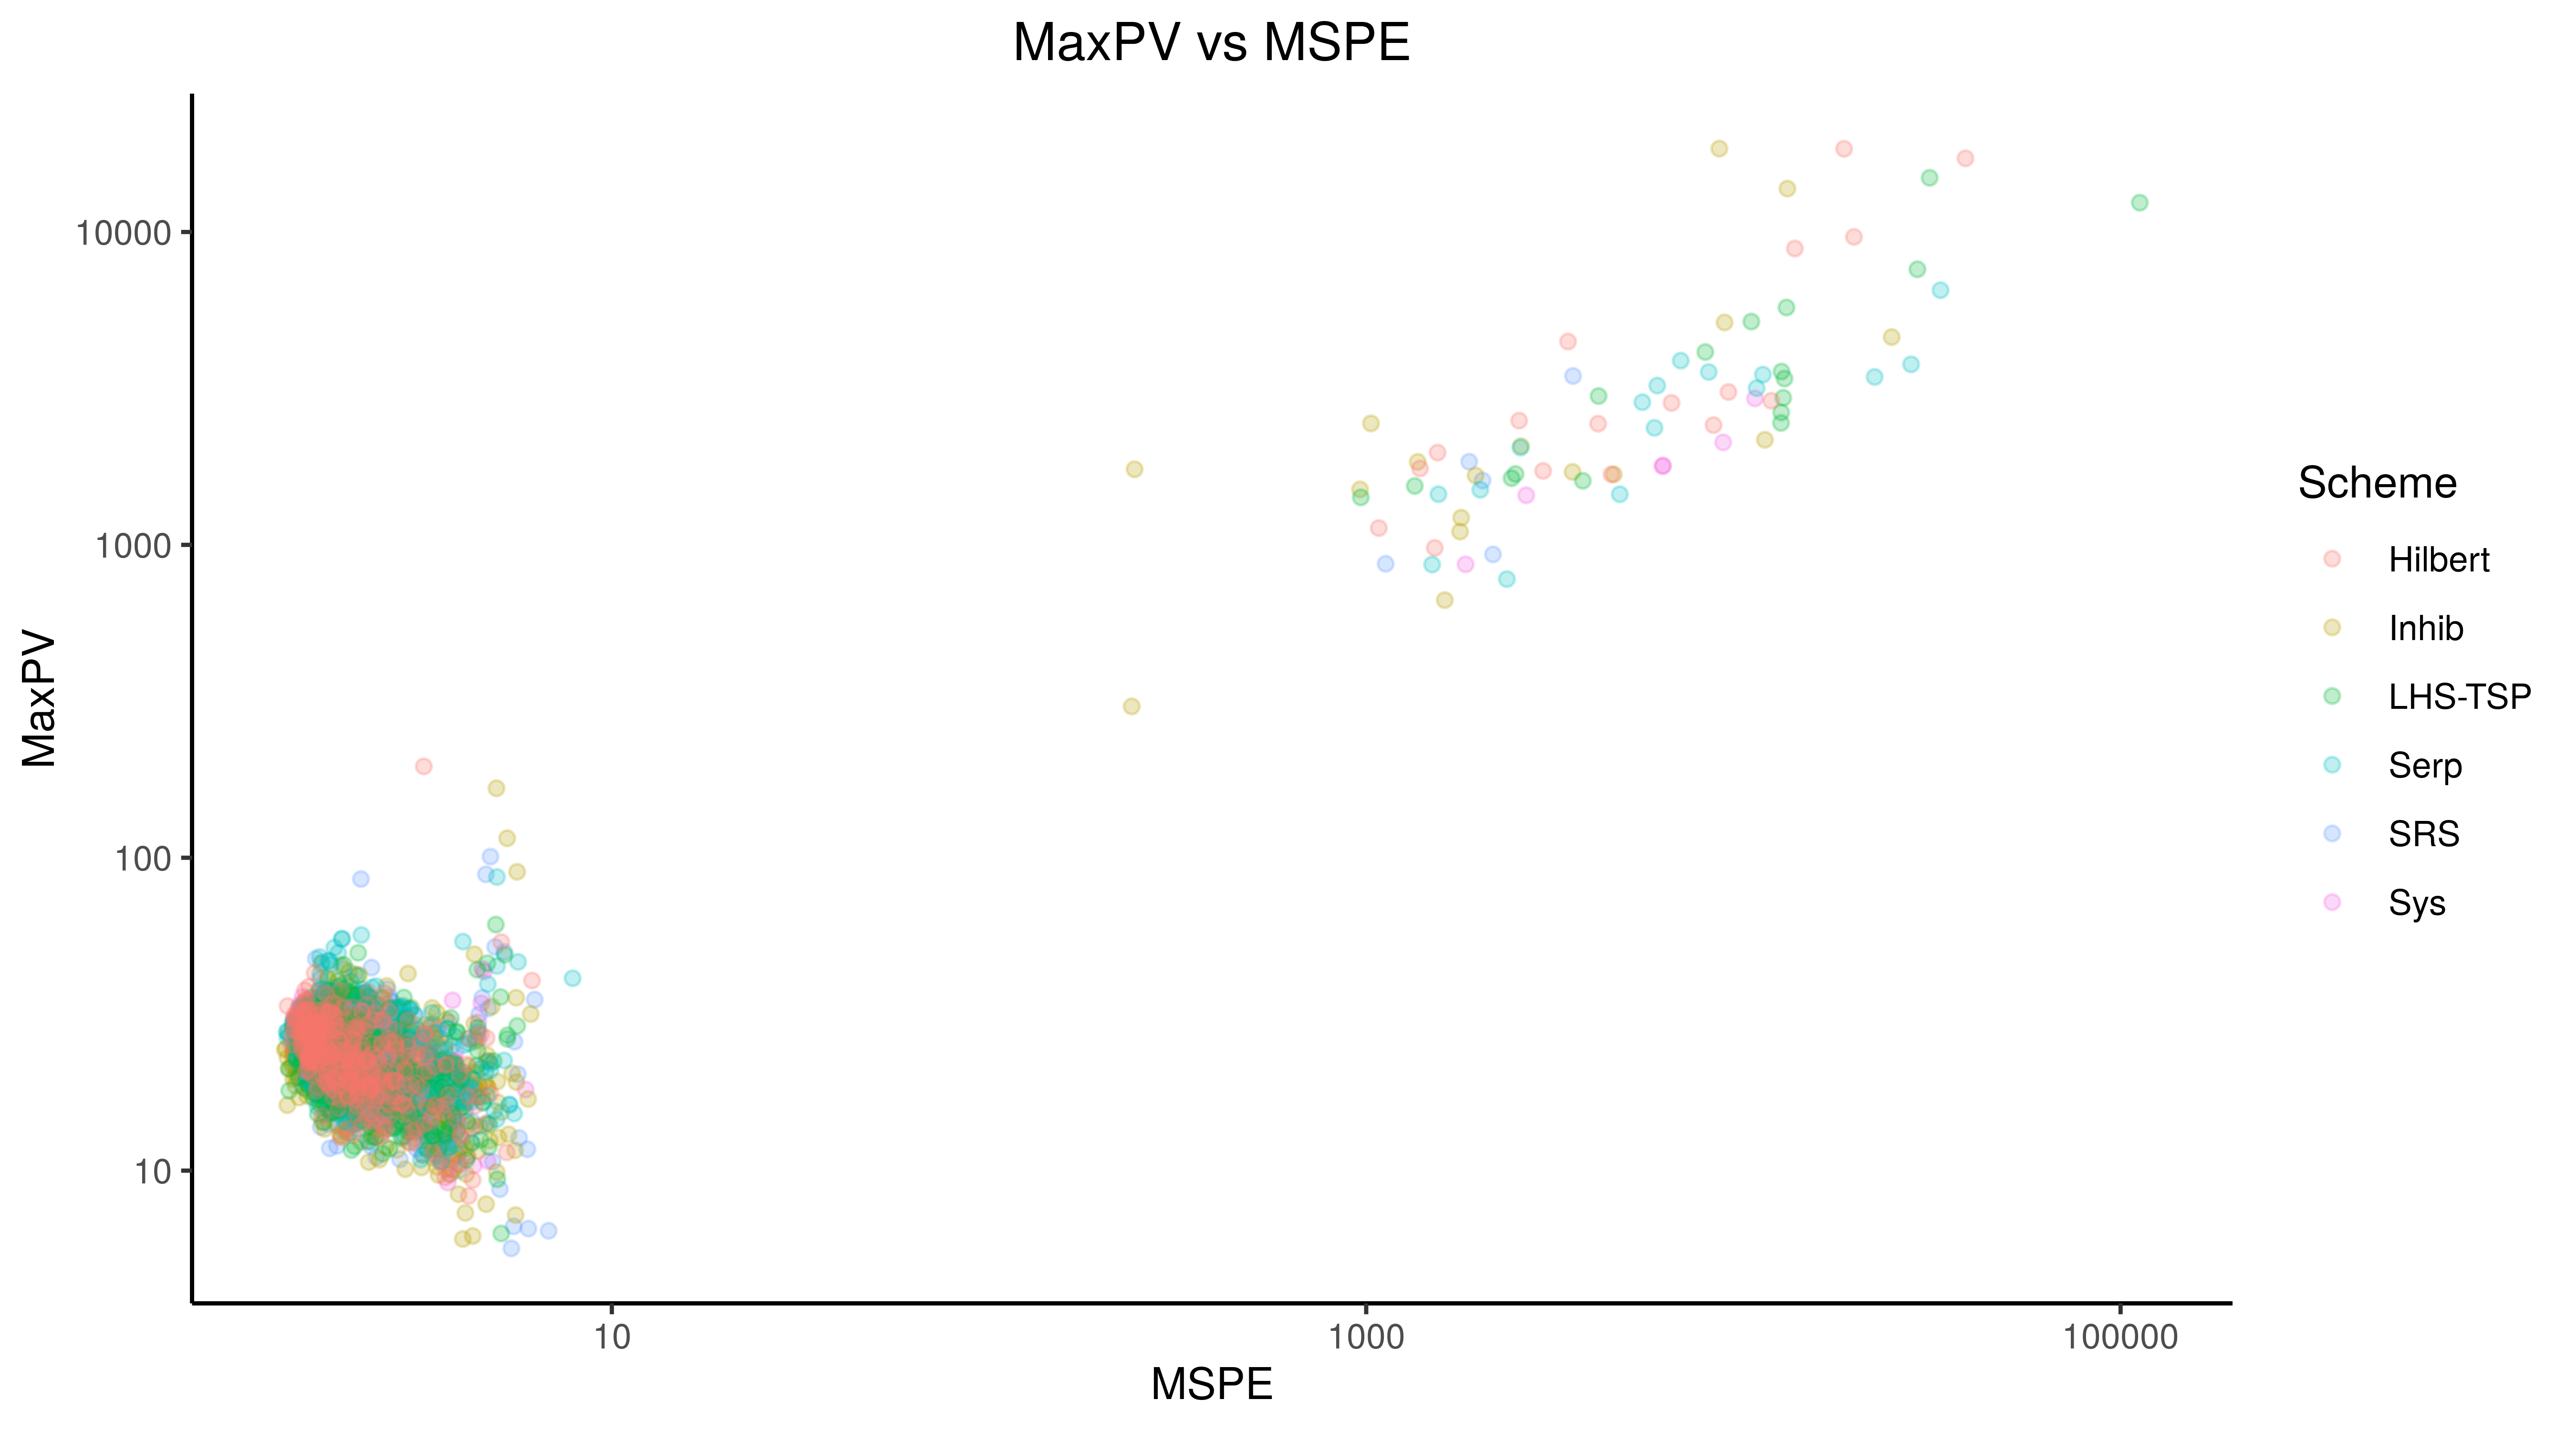 MaxPV vs MSPE
MaxPV
10000
1000
100
10
10
1000
100000
MSPE
Scheme
Hilbert
Inhib
LHS-TSP
Serp
SRS
Sys